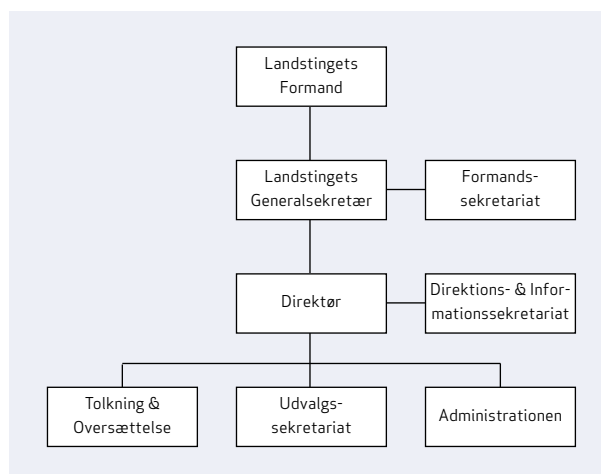 Landstingets
Formand
Landstingets
Generalsekretær
Formands-
sekretariat
Direktør
Direktions- & Infor-
mationssekretariat
Tolkning &
Oversættelse
Udvalgs-
sekretariat
Administrationen